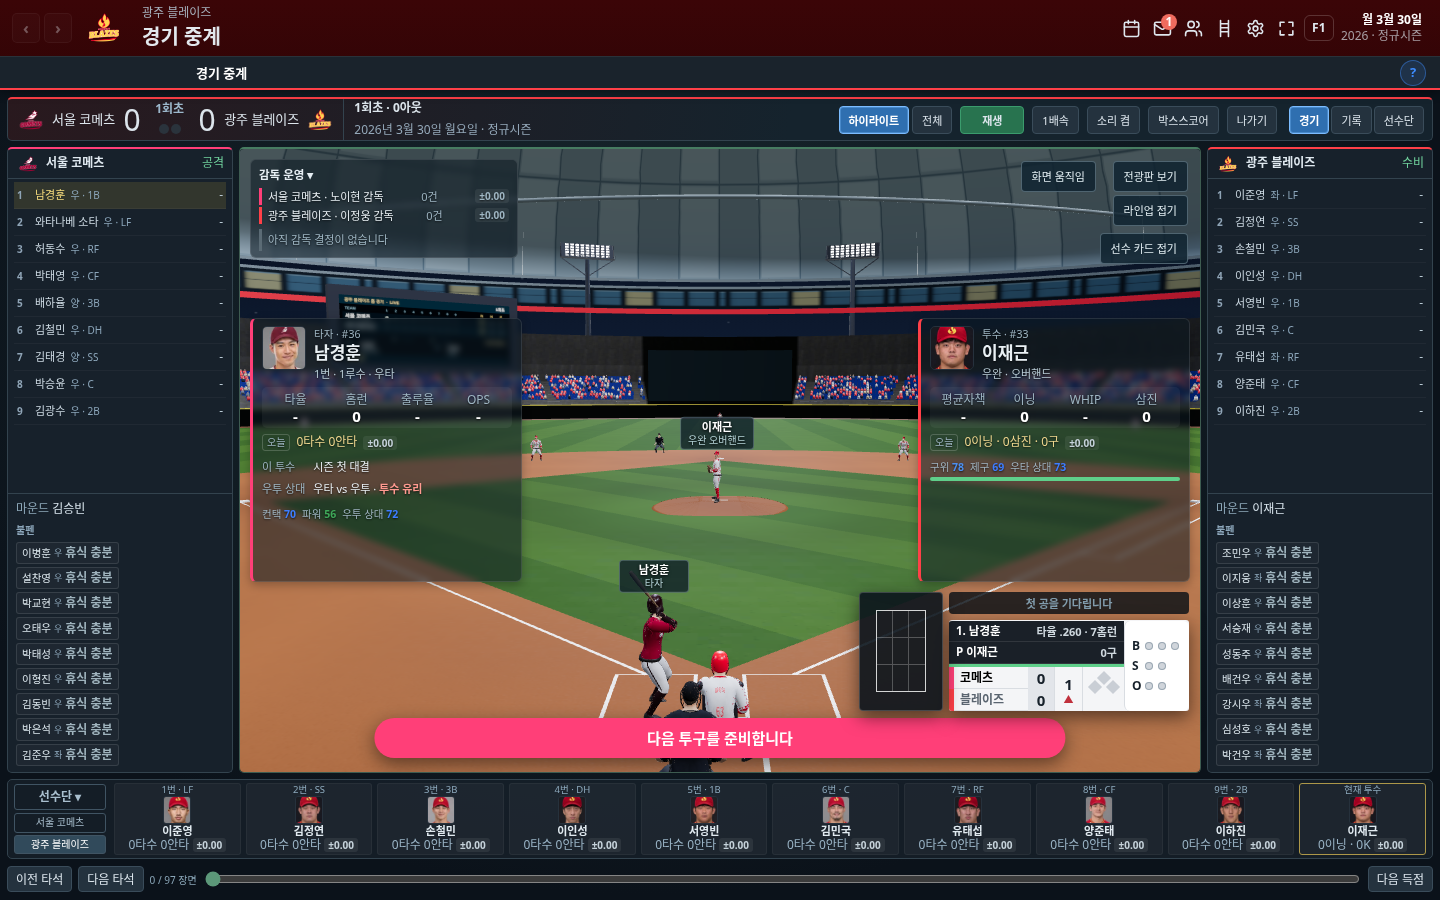 광주 블레이즈
경기 중계
1
F1
월 3월 30일
2026 · 정규시즌
경기 중계
?
서울 코메츠 0 1회초 0 광주 블레이즈
1회초 · 0아웃
2026년 3월 30일 월요일 · 정규시즌
하이라이트 전체 재생 1배속 소리 켬 박스스코어 나가기 경기 기록 선수단
서울 코메츠 공격
1 남경훈 우 · 1B -
2 와타나베 소타 우 · LF -
3 허동수 우 · RF -
4 박태영 우 · CF -
5 배하율 양 · 3B -
6 김철민 우 · DH -
7 김태경 양 · SS -
8 박승윤 우 · C -
9 김광수 우 · 2B -
마운드 김승빈
불펜
이병훈 우 휴식 충분
설찬영 우 휴식 충분
박교현 우 휴식 충분
오태우 우 휴식 충분
박태성 우 휴식 충분
이형진 우 휴식 충분
김동빈 우 휴식 충분
박은석 우 휴식 충분
김준우 좌 휴식 충분
감독 운영 ▾
서울 코메츠 · 노이현 감독 0건 ±0.00
광주 블레이즈 · 이정웅 감독 0건 ±0.00
아직 감독 결정이 없습니다
화면 움직임 전광판 보기
라인업 접기
선수 카드 접기
타자 · #36
남경훈
1번 · 1루수 · 우타
타율 홈런 출루율 OPS
- 0 - -
오늘 0타수 0안타 ±0.00
이 투수 시즌 첫 대결
우투 상대 우타 vs 우투 · 투수 유리
컨택 70 파워 56 우투 상대 72
투수 · #33
이재근
우완 · 오버핸드
평균자책 이닝 WHIP 삼진
- 0 - 0
오늘 0이닝 · 0삼진 · 0구 ±0.00
구위 78 제구 69 우타 상대 73
이재근
우완 오버핸드
남경훈
타자
첫 공을 기다립니다
1. 남경훈 타율 .260 · 7홈런
P 이재근 0구
코메츠 0
블레이즈 0
1
B
S
O
다음 투구를 준비합니다
광주 블레이즈 수비
1 이준영 좌 · LF -
2 김정연 우 · SS -
3 손철민 우 · 3B -
4 이인성 우 · DH -
5 서영빈 우 · 1B -
6 김민국 우 · C -
7 유태섭 좌 · RF -
8 양준태 우 · CF -
9 이하진 우 · 2B -
마운드 이재근
불펜
조민우 우 휴식 충분
이지웅 좌 휴식 충분
이상훈 우 휴식 충분
서승재 우 휴식 충분
성동주 우 휴식 충분
배건우 우 휴식 충분
강시우 좌 휴식 충분
심성호 우 휴식 충분
박건우 좌 휴식 충분
선수단 ▾
서울 코메츠
광주 블레이즈
1번 · LF
이준영
0타수 0안타 ±0.00
2번 · SS
김정연
0타수 0안타 ±0.00
3번 · 3B
손철민
0타수 0안타 ±0.00
4번 · DH
이인성
0타수 0안타 ±0.00
5번 · 1B
서영빈
0타수 0안타 ±0.00
6번 · C
김민국
0타수 0안타 ±0.00
7번 · RF
유태섭
0타수 0안타 ±0.00
8번 · CF
양준태
0타수 0안타 ±0.00
9번 · 2B
이하진
0타수 0안타 ±0.00
현재 투수
이재근
0이닝 · 0K ±0.00
이전 타석 다음 타석 0 / 97 장면 다음 득점